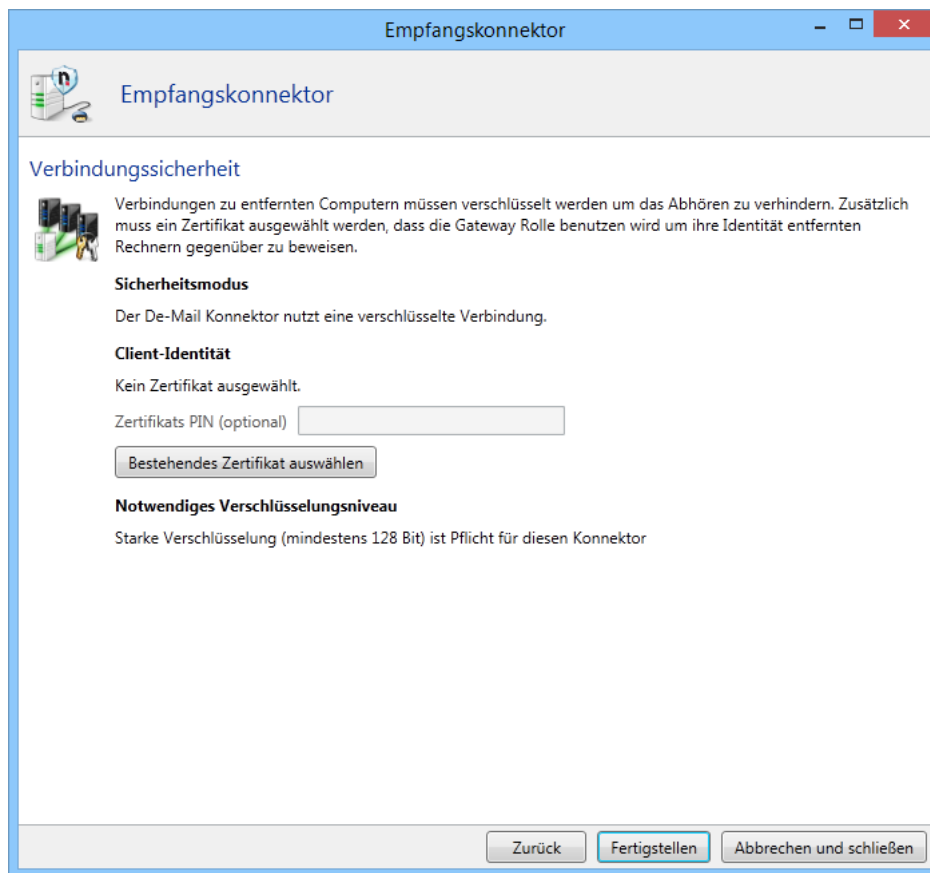 Empfangskonnektor
n
Empfangskonnektor
Verbindungssicherheit
Verbindungen zu entfernten Computern müssen verschlüsselt werden um das Abhören zu verhindern. Zusätzlich
muss ein Zertifikat ausgewählt werden, dass die Gateway Rolle benutzen wird um ihre Identität entfernten
Rechnern gegenüber zu beweisen.
Sicherheitsmodus
Der De-Mail Konnektor nutzt eine verschlüsselte Verbindung.
Client-Identität
Kein Zertifikat ausgewählt.
Zertifikats PIN (optional)
Bestehendes Zertifikat auswählen
Notwendiges Verschlüsselungsniveau
Starke Verschlüsselung (mindestens 128 Bit) ist Pflicht für diesen Konnektor
Zurück Fertigstellen Abbrechen und schließen